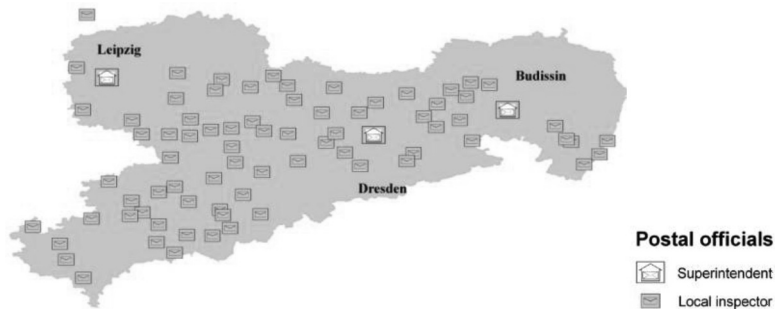 Leipzig
Budissin
Dresden
Postal officials
Superintendent
Local inspector